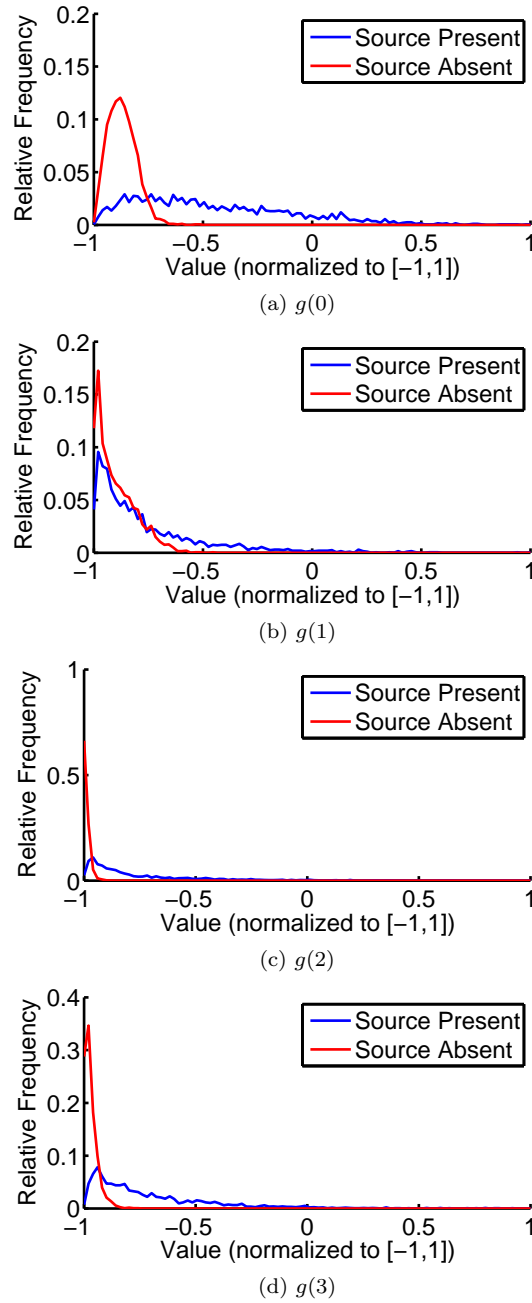 0.2
0.15
0.1
0.05
0
Relative Frequency
Source Present
Source Absent
−1
−0.5
0
0.5
1
Value (normalized to [−1,1])
(a) g(0)
0.2
0.15
0.1
0.05
0
Relative Frequency
Source Present
Source Absent
−1
−0.5
0
0.5
1
Value (normalized to [−1,1])
(b) g(1)
1
0.5
0
Relative Frequency
Source Present
Source Absent
−1
−0.5
0
0.5
1
Value (normalized to [−1,1])
(c) g(2)
0.4
0.3
0.2
0.1
0
Relative Frequency
Source Present
Source Absent
−1
−0.5
0
0.5
1
Value (normalized to [−1,1])
(d) g(3)